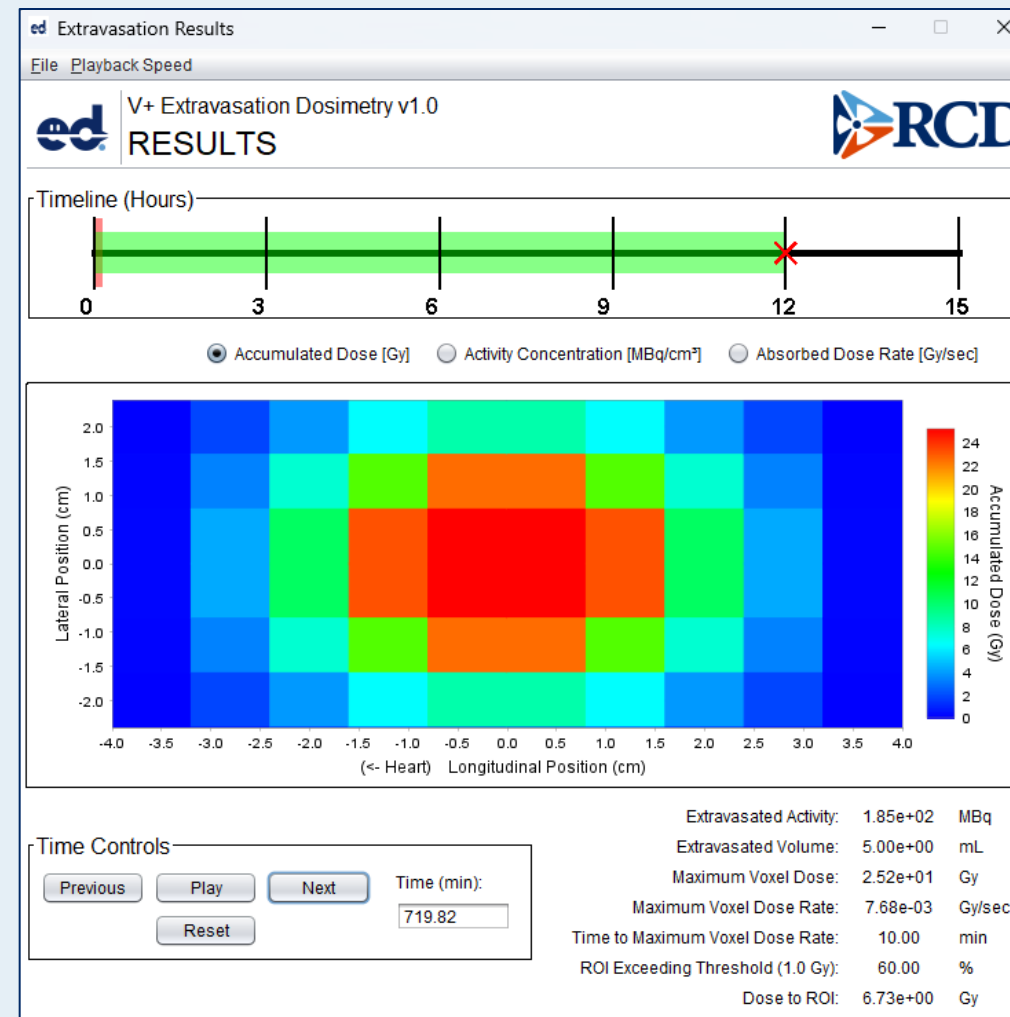 ed Extravasation Results
File Playback Speed
ed. V+ Extravasation Dosimetry v1.0
RESULTS
RCD
Timeline (Hours)
0 3 6 9 12 15
Accumulated Dose [Gy] Activity Concentration [MBq/cm³] Absorbed Dose Rate [Gy/sec]
Lateral Position (cm)
2.0
1.5
1.0
0.5
0.0
-0.5
-1.0
-1.5
-2.0
-4.0 -3.5 -3.0 -2.5 -2.0 -1.5 -1.0 -0.5 0.0 0.5 1.0 1.5 2.0 2.5 3.0 3.5 4.0
(<- Heart) Longitudinal Position (cm)
24
22
20
18
16
14
12
10
8
6
4
2
0
Accumulated Dose (Gy)
Time Controls
Previous Play Next
Reset
Time (min):
719.82
Extravasated Activity: 1.85e+02 MBq
Extravasated Volume: 5.00e+00 mL
Maximum Voxel Dose: 2.52e+01 Gy
Maximum Voxel Dose Rate: 7.68e-03 Gy/sec
Time to Maximum Voxel Dose Rate: 10.00 min
ROI Exceeding Threshold (1.0 Gy): 60.00 %
Dose to ROI: 6.73e+00 Gy